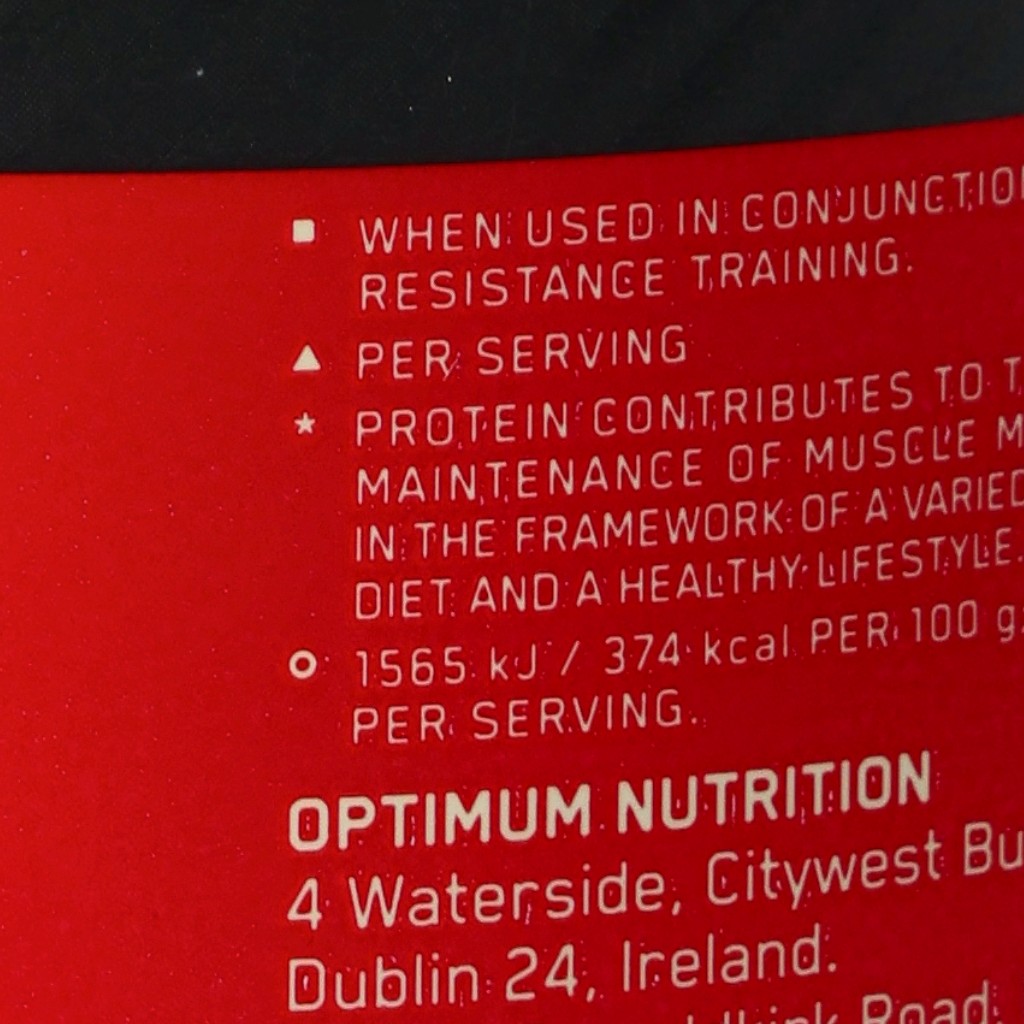 WHEN USED IN CONJUNCTIO
RESISTANCE TRAINING.
PER SERVING
PROTEIN CONTRIBUTES TO T
MAINTENANCE OF MUSCLE M
IN THE FRAMEWORK OF A VARIED
DIET AND A HEALTHY LIFESTYLE.
1565 kJ / 374 kcal PER 100 g
PER SERVING.
OPTIMUM NUTRITION
4 Waterside, Citywest Bu
Dublin 24, Ireland.
Road